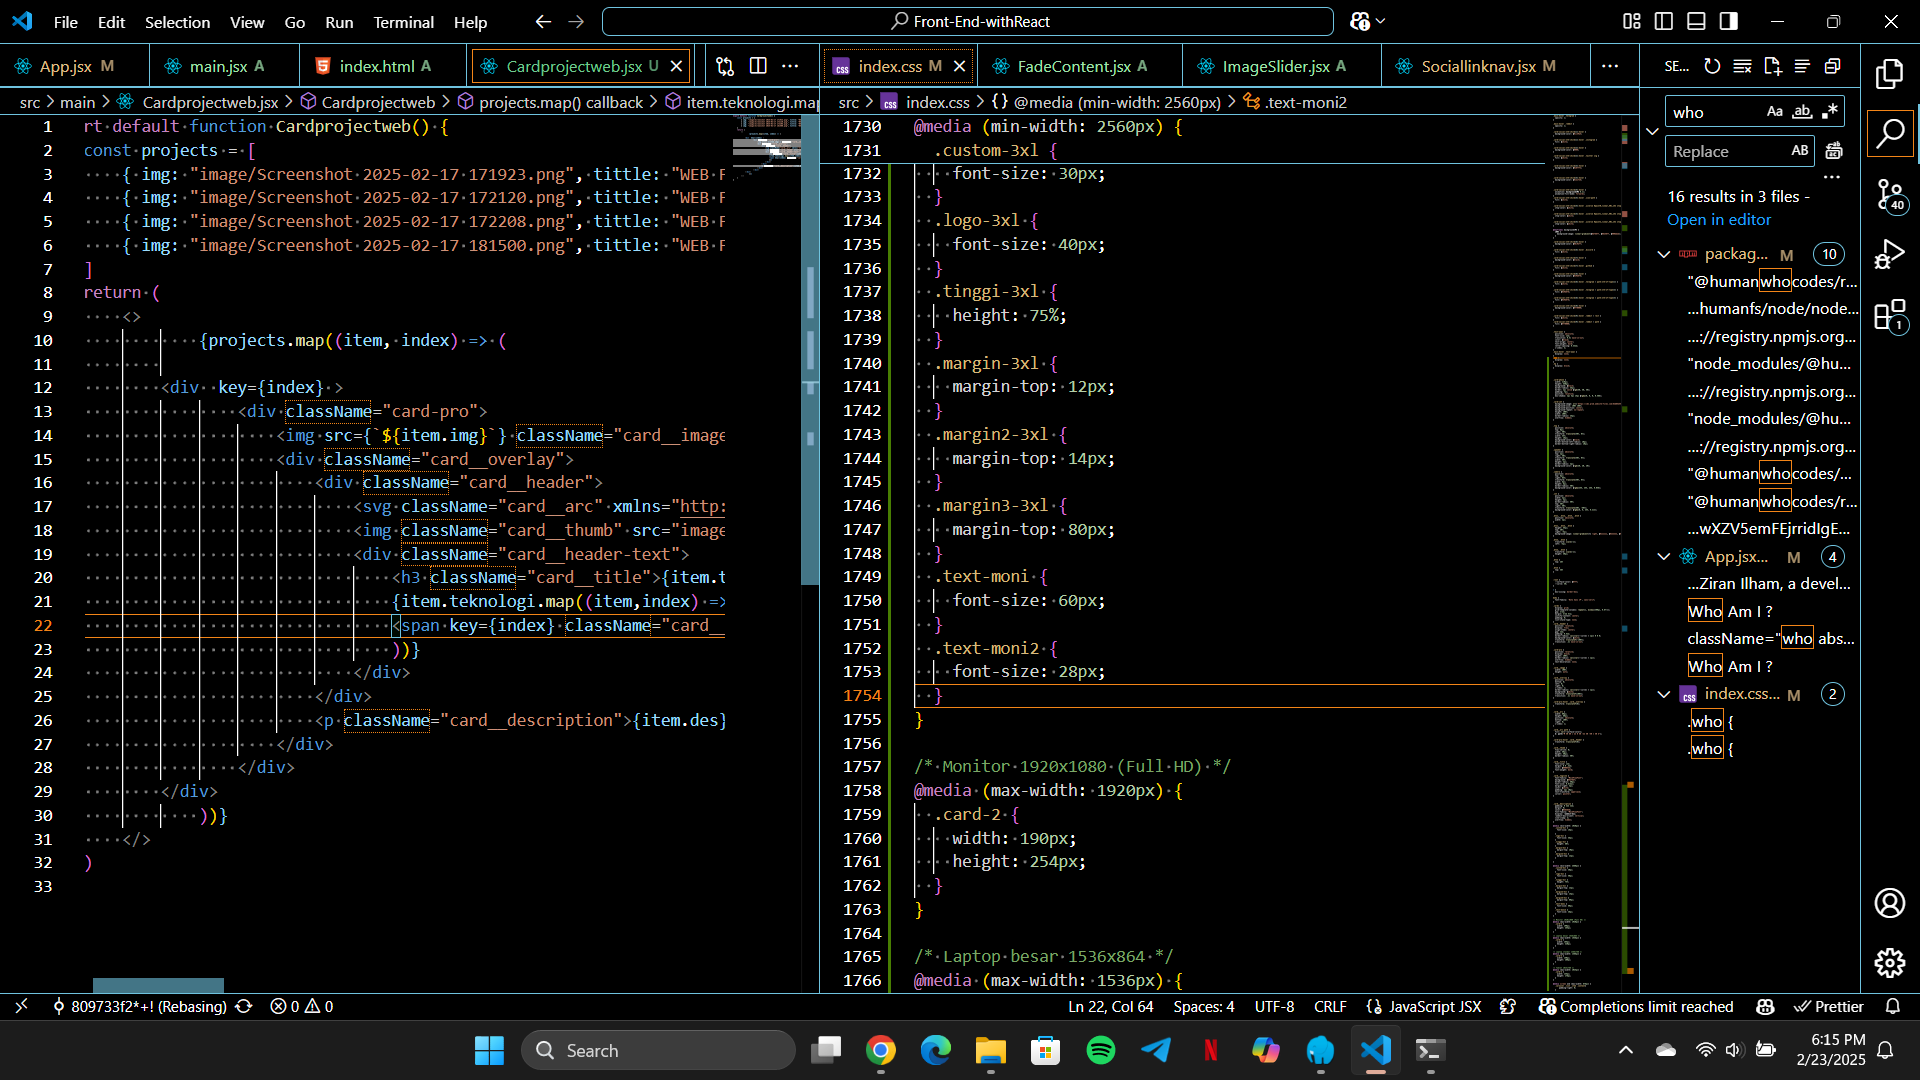 File Edit Selection View Go Run Terminal Help
Front-End-withReact
App.jsx M
main.jsx A
index.html A
Cardprojectweb.jsx U
index.css M
FadeContent.jsx A
ImageSlider.jsx A
Sociallinknav.jsx M
SE...
src > main > Cardprojectweb.jsx > Cardprojectweb > projects.map() callback > item.teknologi.map
src > index.css > {} @media (min-width: 2560px) > .text-moni2
1 rt default function Cardprojectweb() {
2 const projects = [
3 { img: "image/Screenshot 2025-02-17 171923.png", tittle: "WEB F
4 { img: "image/Screenshot 2025-02-17 172120.png", tittle: "WEB F
5 { img: "image/Screenshot 2025-02-17 172208.png", tittle: "WEB F
6 { img: "image/Screenshot 2025-02-17 181500.png", tittle: "WEB F
7 ]
8 return (
9 <>
10 {projects.map((item, index) => (
11
12 <div  key={index} >
13 <div className="card-pro">
14 <img src={`${item.img}`} className="card__image
15 <div className="card__overlay">
16 <div className="card__header">
17 <svg className="card__arc" xmlns="http:
18 <img className="card__thumb" src="image
19 <div className="card__header-text">
20 <h3 className="card__title">{item.t
21 {item.teknologi.map((item,index) =>
22 <span key={index} className="card__
23 ))}
24 </div>
25 </div>
26 <p className="card__description">{item.des}
27 </div>
28 </div>
29 </div>
30 ))}
31 </>
32 )
33
1730 @media (min-width: 2560px) {
1731 .custom-3xl {
1732 font-size: 30px;
1733 }
1734 .logo-3xl {
1735 font-size: 40px;
1736 }
1737 .tinggi-3xl {
1738 height: 75%;
1739 }
1740 .margin-3xl {
1741 margin-top: 12px;
1742 }
1743 .margin2-3xl {
1744 margin-top: 14px;
1745 }
1746 .margin3-3xl {
1747 margin-top: 80px;
1748 }
1749 .text-moni {
1750 font-size: 60px;
1751 }
1752 .text-moni2 {
1753 font-size: 28px;
1754 }
1755 }
1756
1757 /* Monitor 1920x1080 (Full HD) */
1758 @media (max-width: 1920px) {
1759 .card-2 {
1760 width: 190px;
1761 height: 254px;
1762 }
1763 }
1764
1765 /* Laptop besar 1536x864 */
1766 @media (max-width: 1536px) {
who Aa ab .*
Replace AB
16 results in 3 files -
Open in editor
packag... M 10
"@humanwhocodes/r...
...humanfs/node/node...
...://registry.npmjs.org...
"node_modules/@hu...
...://registry.npmjs.org...
"node_modules/@hu...
...://registry.npmjs.org...
"@humanwhocodes/...
"@humanwhocodes/r...
...wXZV5emFEjrridIgE...
App.jsx... M 4
...Ziran Ilham, a devel...
Who Am I ?
className="who abs...
Who Am I ?
index.css... M 2
.who {
.who {
40
1
809733f2*+! (Rebasing) 0 0
Ln 22, Col 64 Spaces: 4 UTF-8 CRLF {} JavaScript JSX Completions limit reached Prettier
Search
6:15 PM
2/23/2025